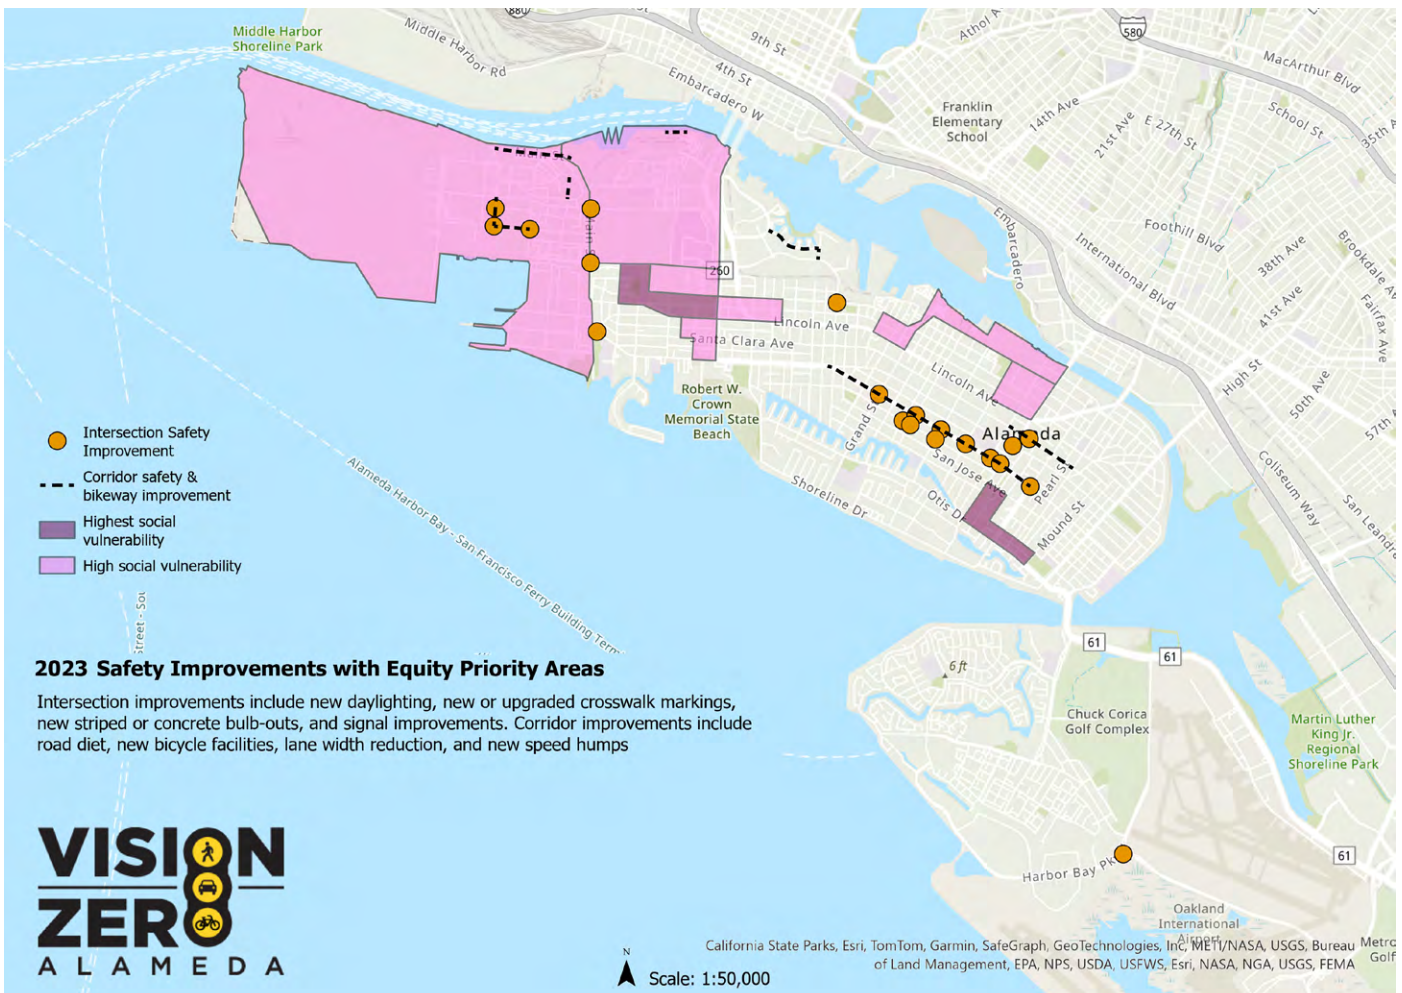 880
Middle Harbor
Shoreline Park
Middle Harbor Rd
9th St
4th St
Embarcadero W
Athol A
580
MacArthur Blvd
Franklin
Elementary
School
14th Ave
21st Ave
E 27th St
School St
35th A
Embarcadero
Foothill Blvd
International Blvd
38th Ave
Brookdale Av
41st Ave
Fairfax Ave
High St
50th Ave
57th
Main S
260
Lincoln Ave
Santa Clara Ave
Lincoln Ave
Robert W.
Crown
Memorial State
Beach
Grand S
Alameda
San Jose Ave
Pearl St
Otis D
Mound St
Shoreline Dr
Coliseum Way
San Leandr
Intersection Safety
Improvement
Corridor safety &
bikeway improvement
Highest social
vulnerability
High social vulnerability
Alameda Harbor Bay - San Francisco Ferry Building Term
treet - Sou
61
61
6 ft
2023 Safety Improvements with Equity Priority Areas
Intersection improvements include new daylighting, new or upgraded crosswalk markings,
new striped or concrete bulb-outs, and signal improvements. Corridor improvements include
road diet, new bicycle facilities, lane width reduction, and new speed humps
Chuck Corica
Golf Complex
Martin Luther
King Jr.
Regional
Shoreline Park
VISION
ZERO
ALAMEDA
Harbor Bay Pk
61
Oakland
International
Airport
Metro
Golf
California State Parks, Esri, TomTom, Garmin, SafeGraph, GeoTechnologies, Inc, METI/NASA, USGS, Bureau
of Land Management, EPA, NPS, USDA, USFWS, Esri, NASA, NGA, USGS, FEMA
N
Scale: 1:50,000